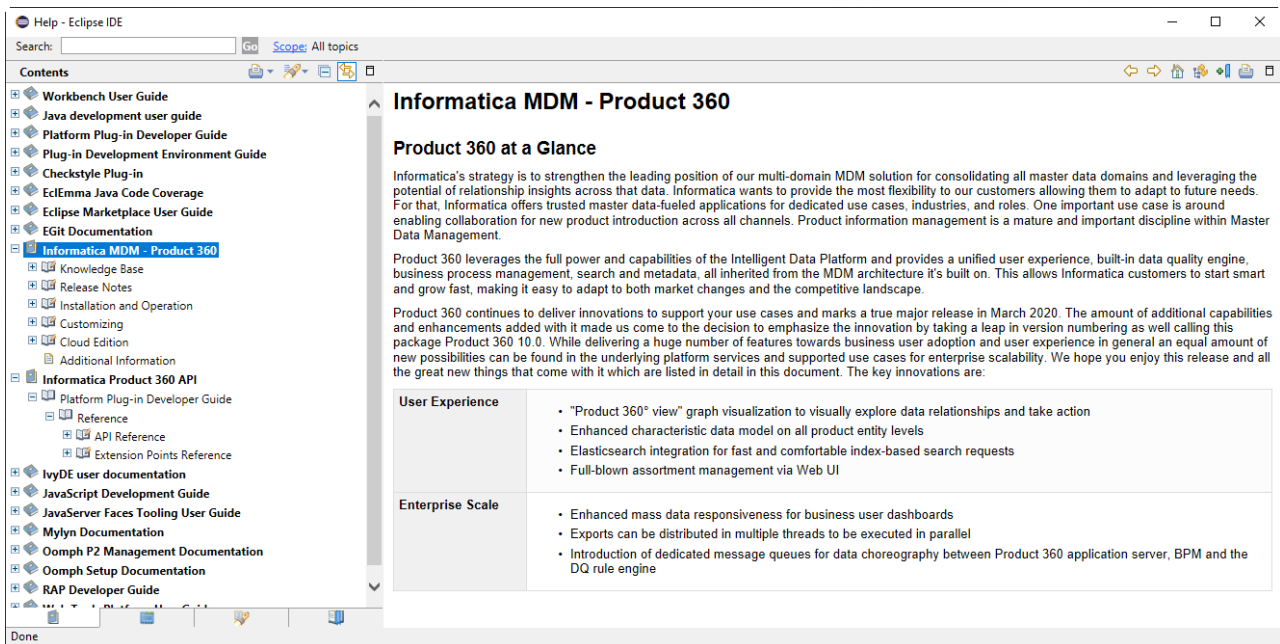 Help - Eclipse IDE
Search:
Go
Scope: All topics
Contents
Workbench User Guide
Java development user guide
Platform Plug-in Developer Guide
Plug-in Development Environment Guide
Checkstyle Plug-in
EclEmma Java Code Coverage
Eclipse Marketplace User Guide
EGit Documentation
Informatica MDM - Product 360
Knowledge Base
Release Notes
Installation and Operation
Customizing
Cloud Edition
Additional Information
Informatica Product 360 API
Platform Plug-in Developer Guide
Reference
API Reference
Extension Points Reference
IvyDE user documentation
JavaScript Development Guide
JavaServer Faces Tooling User Guide
Mylyn Documentation
Oomph P2 Management Documentation
Oomph Setup Documentation
RAP Developer Guide
Informatica MDM - Product 360
Product 360 at a Glance
Informatica's strategy is to strengthen the leading position of our multi-domain MDM solution for consolidating all master data domains and leveraging the
potential of relationship insights across that data. Informatica wants to provide the most flexibility to our customers allowing them to adapt to future needs.
For that, Informatica offers trusted master data-fueled applications for dedicated use cases, industries, and roles. One important use case is around
enabling collaboration for new product introduction across all channels. Product information management is a mature and important discipline within Master
Data Management.
Product 360 leverages the full power and capabilities of the Intelligent Data Platform and provides a unified user experience, built-in data quality engine,
business process management, search and metadata, all inherited from the MDM architecture it's built on. This allows Informatica customers to start smart
and grow fast, making it easy to adapt to both market changes and the competitive landscape.
Product 360 continues to deliver innovations to support your use cases and marks a true major release in March 2020. The amount of additional capabilities
and enhancements added with it made us come to the decision to emphasize the innovation by taking a leap in version numbering as well calling this
package Product 360 10.0. While delivering a huge number of features towards business user adoption and user experience in general an equal amount of
new possibilities can be found in the underlying platform services and supported use cases for enterprise scalability. We hope you enjoy this release and all
the great new things that come with it which are listed in detail in this document. The key innovations are:
User Experience
• "Product 360° view" graph visualization to visually explore data relationships and take action
• Enhanced characteristic data model on all product entity levels
• Elasticsearch integration for fast and comfortable index-based search requests
• Full-blown assortment management via Web UI
Enterprise Scale
• Enhanced mass data responsiveness for business user dashboards
• Exports can be distributed in multiple threads to be executed in parallel
• Introduction of dedicated message queues for data choreography between Product 360 application server, BPM and the
DQ rule engine
Done